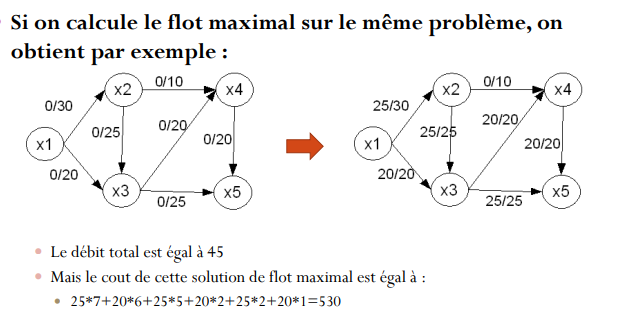 Si on calcule le flot maximal sur le même problème, on
obtient par exemple :
x2 0/10 x4 x2 0/10 x4
0/30 25/30
0/25 0/20 0/20 25/25 20/20 20/20
x1 x1
0/20 20/20
x3 0/25 x5 x3 25/25 x5
Le débit total est égal à 45
Mais le cout de cette solution de flot maximal est égal à :
25*7+20*6+25*5+20*2+25*2+20*1=530